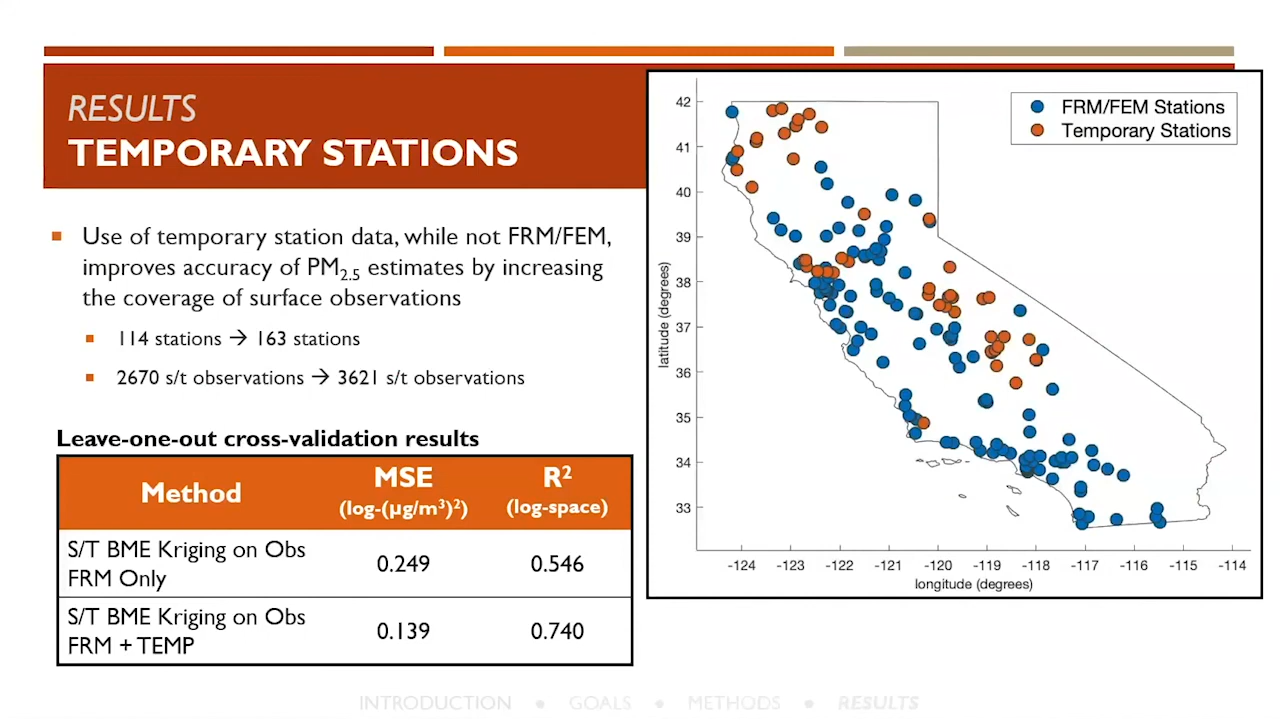 RESULTS
TEMPORARY STATIONS
Use of temporary station data, while not FRM/FEM,
improves accuracy of PM2.5 estimates by increasing
the coverage of surface observations
114 stations → 163 stations
2670 s/t observations → 3621 s/t observations
Leave-one-out cross-validation results
Method
MSE
(log-(µg/m³)²)
R²
(log-space)
S/T BME Kriging on Obs
FRM Only
0.249
0.546
S/T BME Kriging on Obs
FRM + TEMP
0.139
0.740
FRM/FEM Stations
Temporary Stations
latitude (degrees)
42
41
40
39
38
37
36
35
34
33
-124 -123 -122 -121 -120 -119 -118 -117 -116 -115 -114
longitude (degrees)
INTRODUCTION • GOALS • METHODS • RESULTS